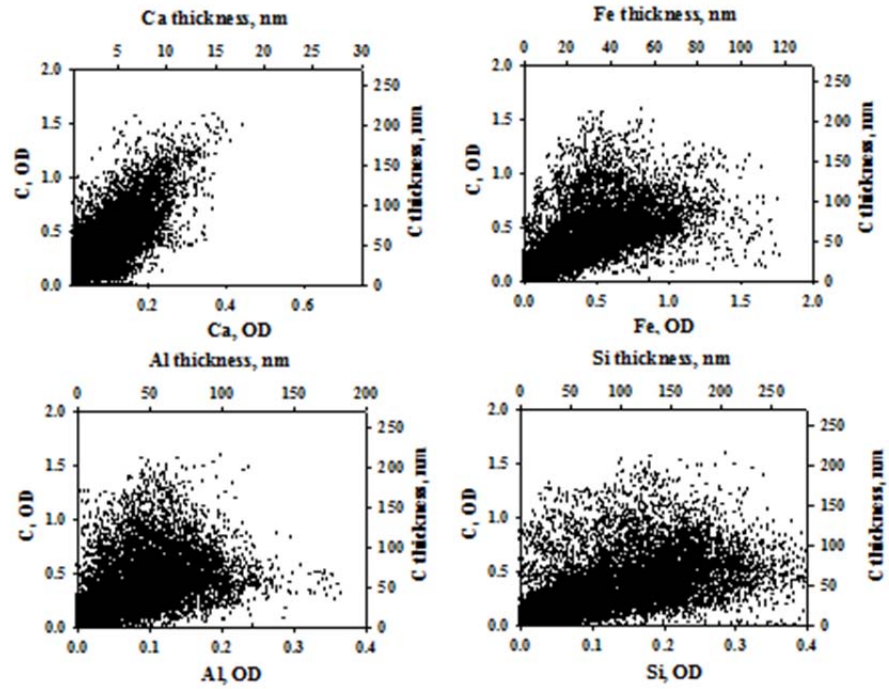 Ca thickness, nm
5 10 15 20 25 30
2.0
1.5
1.0
0.5
0.0
C, OD
250
200
150
100
50
0
C thickness, nm
0.2 0.4 0.6
Ca, OD
Fe thickness, nm
0 20 40 60 80 100 120
2.0
1.5
1.0
0.5
0.0
C, OD
250
200
150
100
50
0
C thickness, nm
0.0 0.5 1.0 1.5 2.0
Fe, OD
Al thickness, nm
0 50 100 150 200
2.0
1.5
1.0
0.5
0.0
C, OD
250
200
150
100
50
0
C thickness, nm
0.0 0.1 0.2 0.3 0.4
Al, OD
Si thickness, nm
0 50 100 150 200 250
2.0
1.5
1.0
0.5
0.0
C, OD
250
200
150
100
50
0
C thickness, nm
0.0 0.1 0.2 0.3 0.4
Si, OD